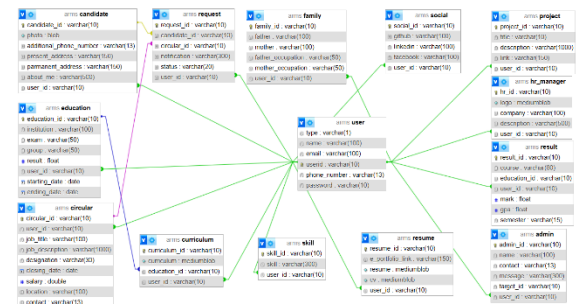 arms candidate
candidate_id : varchar(10)
photo : blob
additional_phone_number : varchar(13)
present_address : varchar(150)
permanent_address : varchar(150)
about_me : varchar(500)
user_id : varchar(10)
arms request
request_id : varchar(10)
candidate_id : varchar(10)
circular_id : varchar(10)
notification : varchar(300)
status : varchar(20)
user_id : varchar(10)
arms family
family_id : varchar(10)
father : varchar(100)
mother : varchar(100)
father_occupation : varchar(50)
mother_occupation : varchar(50)
user_id : varchar(10)
arms social
social_id : varchar(10)
github : varchar(100)
linkedin : varchar(100)
facebook : varchar(100)
user_id : varchar(10)
arms project
project_id : varchar(10)
title : varchar(10)
description : varchar(1000)
link : varchar(150)
user_id : varchar(10)
arms hr_manager
hr_id : varchar(10)
logo : mediumblob
company : varchar(100)
description : varchar(500)
user_id : varchar(10)
arms education
education_id : varchar(10)
institution : varchar(100)
exam : varchar(50)
group : varchar(50)
result : float
user_id : varchar(10)
starting_date : date
ending_date : date
arms user
type : varchar(1)
name : varchar(100)
email : varchar(100)
userid : varchar(10)
phone_number : varchar(13)
password : varchar(10)
arms result
result_id : varchar(10)
course : varchar(80)
education_id : varchar(10)
user_id : varchar(10)
mark : float
gpa : float
semester : varchar(15)
arms circular
circular_id : varchar(10)
user_id : varchar(10)
job_title : varchar(100)
job_description : varchar(1000)
designation : varchar(30)
closing_date : date
salary : double
location : varchar(100)
contact : varchar(13)
arms curriculum
curriculum_id : varchar(10)
curriculum : mediumblob
education_id : varchar(10)
user_id : varchar(10)
arms skill
skill_id : varchar(10)
skill : varchar(300)
user_id : varchar(10)
arms resume
resume_id : varchar(10)
e_portfolio_link : varchar(150)
resume : mediumblob
cv : mediumblob
user_id : varchar(10)
arms admin
admin_id : varchar(10)
name : varchar(100)
contact : varchar(13)
message : varchar(300)
target_id : varchar(10)
user_id : varchar(10)